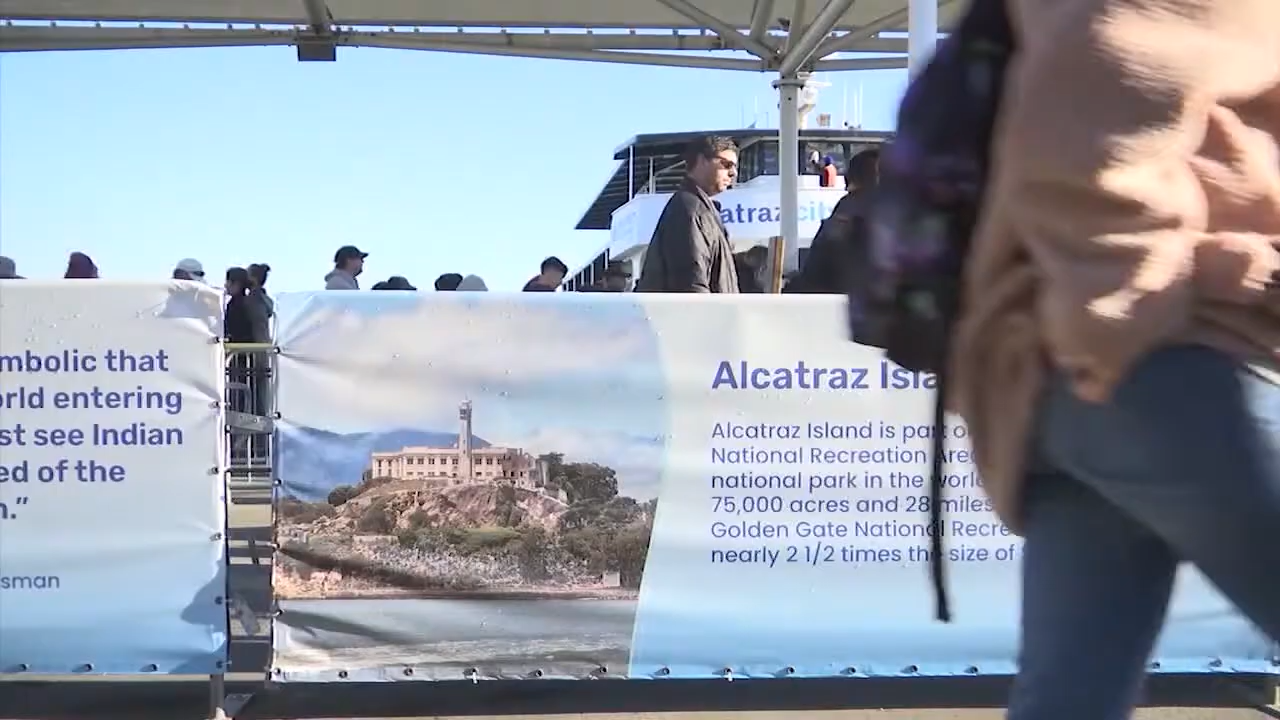 mbolic that
orld entering
st see Indian
ed of the
n.”
sman
atraz city
Alcatraz Isla
Alcatraz Island is part o
National Recreation Area
national park in the world
75,000 acres and 28 miles
Golden Gate National Recre
nearly 2 1/2 times the size of